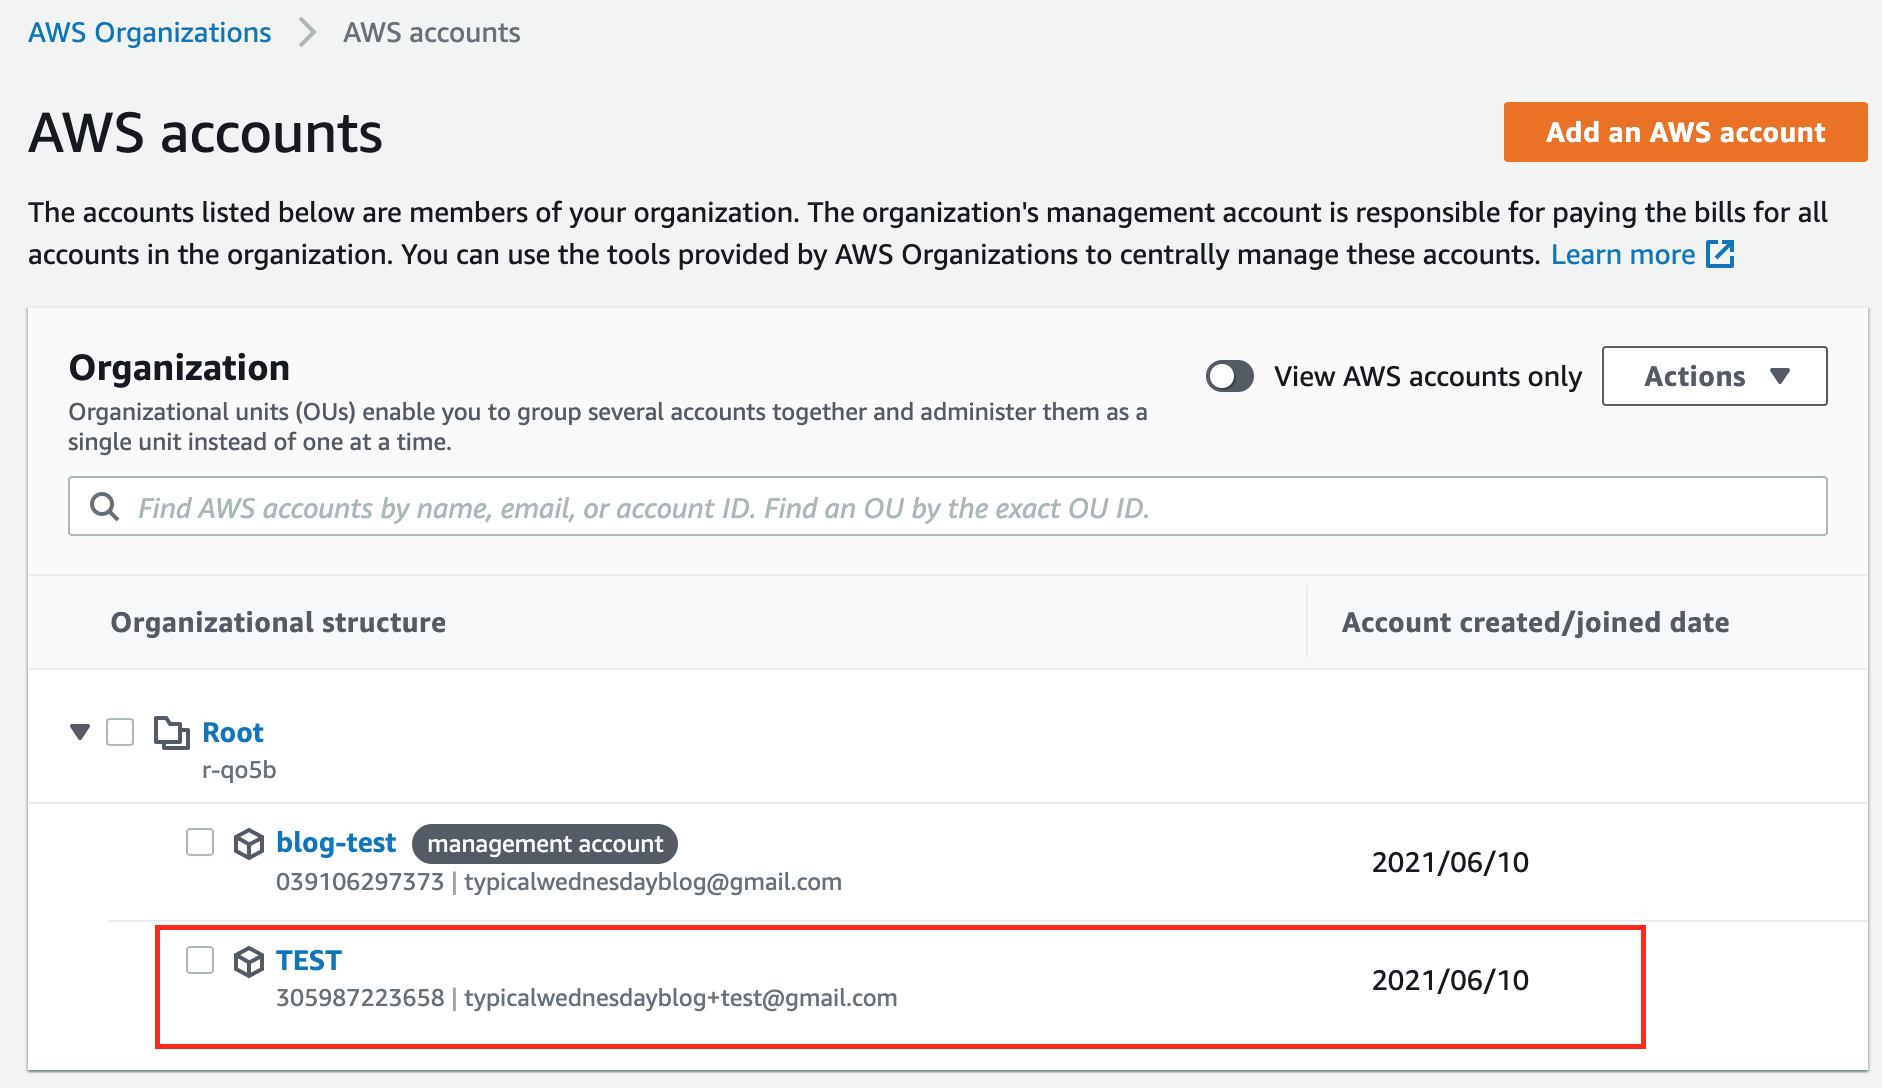 AWS Organizations > AWS accounts
AWS accounts
Add an AWS account
The accounts listed below are members of your organization. The organization's management account is responsible for paying the bills for all
accounts in the organization. You can use the tools provided by AWS Organizations to centrally manage these accounts. Learn more
Organization
View AWS accounts only
Actions
Organizational units (OUs) enable you to group several accounts together and administer them as a
single unit instead of one at a time.
Find AWS accounts by name, email, or account ID. Find an OU by the exact OU ID.
Organizational structure
Account created/joined date
Root
r-qo5b
blog-test management account
039106297373 | typicalwednesdayblog@gmail.com
2021/06/10
TEST
305987223658 | typicalwednesdayblog+test@gmail.com
2021/06/10